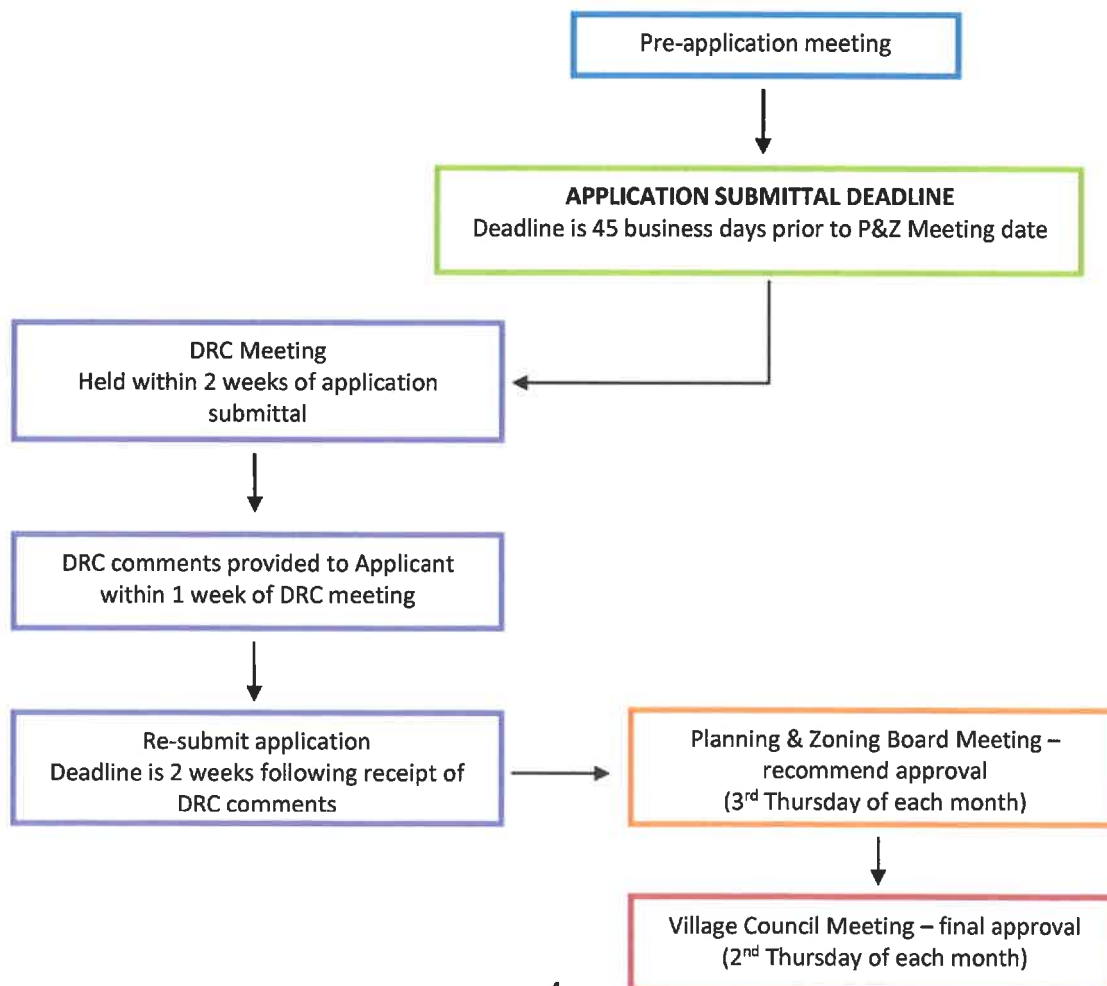 Pre-application meeting
APPLICATION SUBMITTAL DEADLINE
Deadline is 45 business days prior to P&Z Meeting date
DRC Meeting
Held within 2 weeks of application
submittal
DRC comments provided to Applicant
within 1 week of DRC meeting
Re-submit application
Deadline is 2 weeks following receipt of
DRC comments
Planning & Zoning Board Meeting –
recommend approval
(3rd Thursday of each month)
Village Council Meeting – final approval
(2nd Thursday of each month)